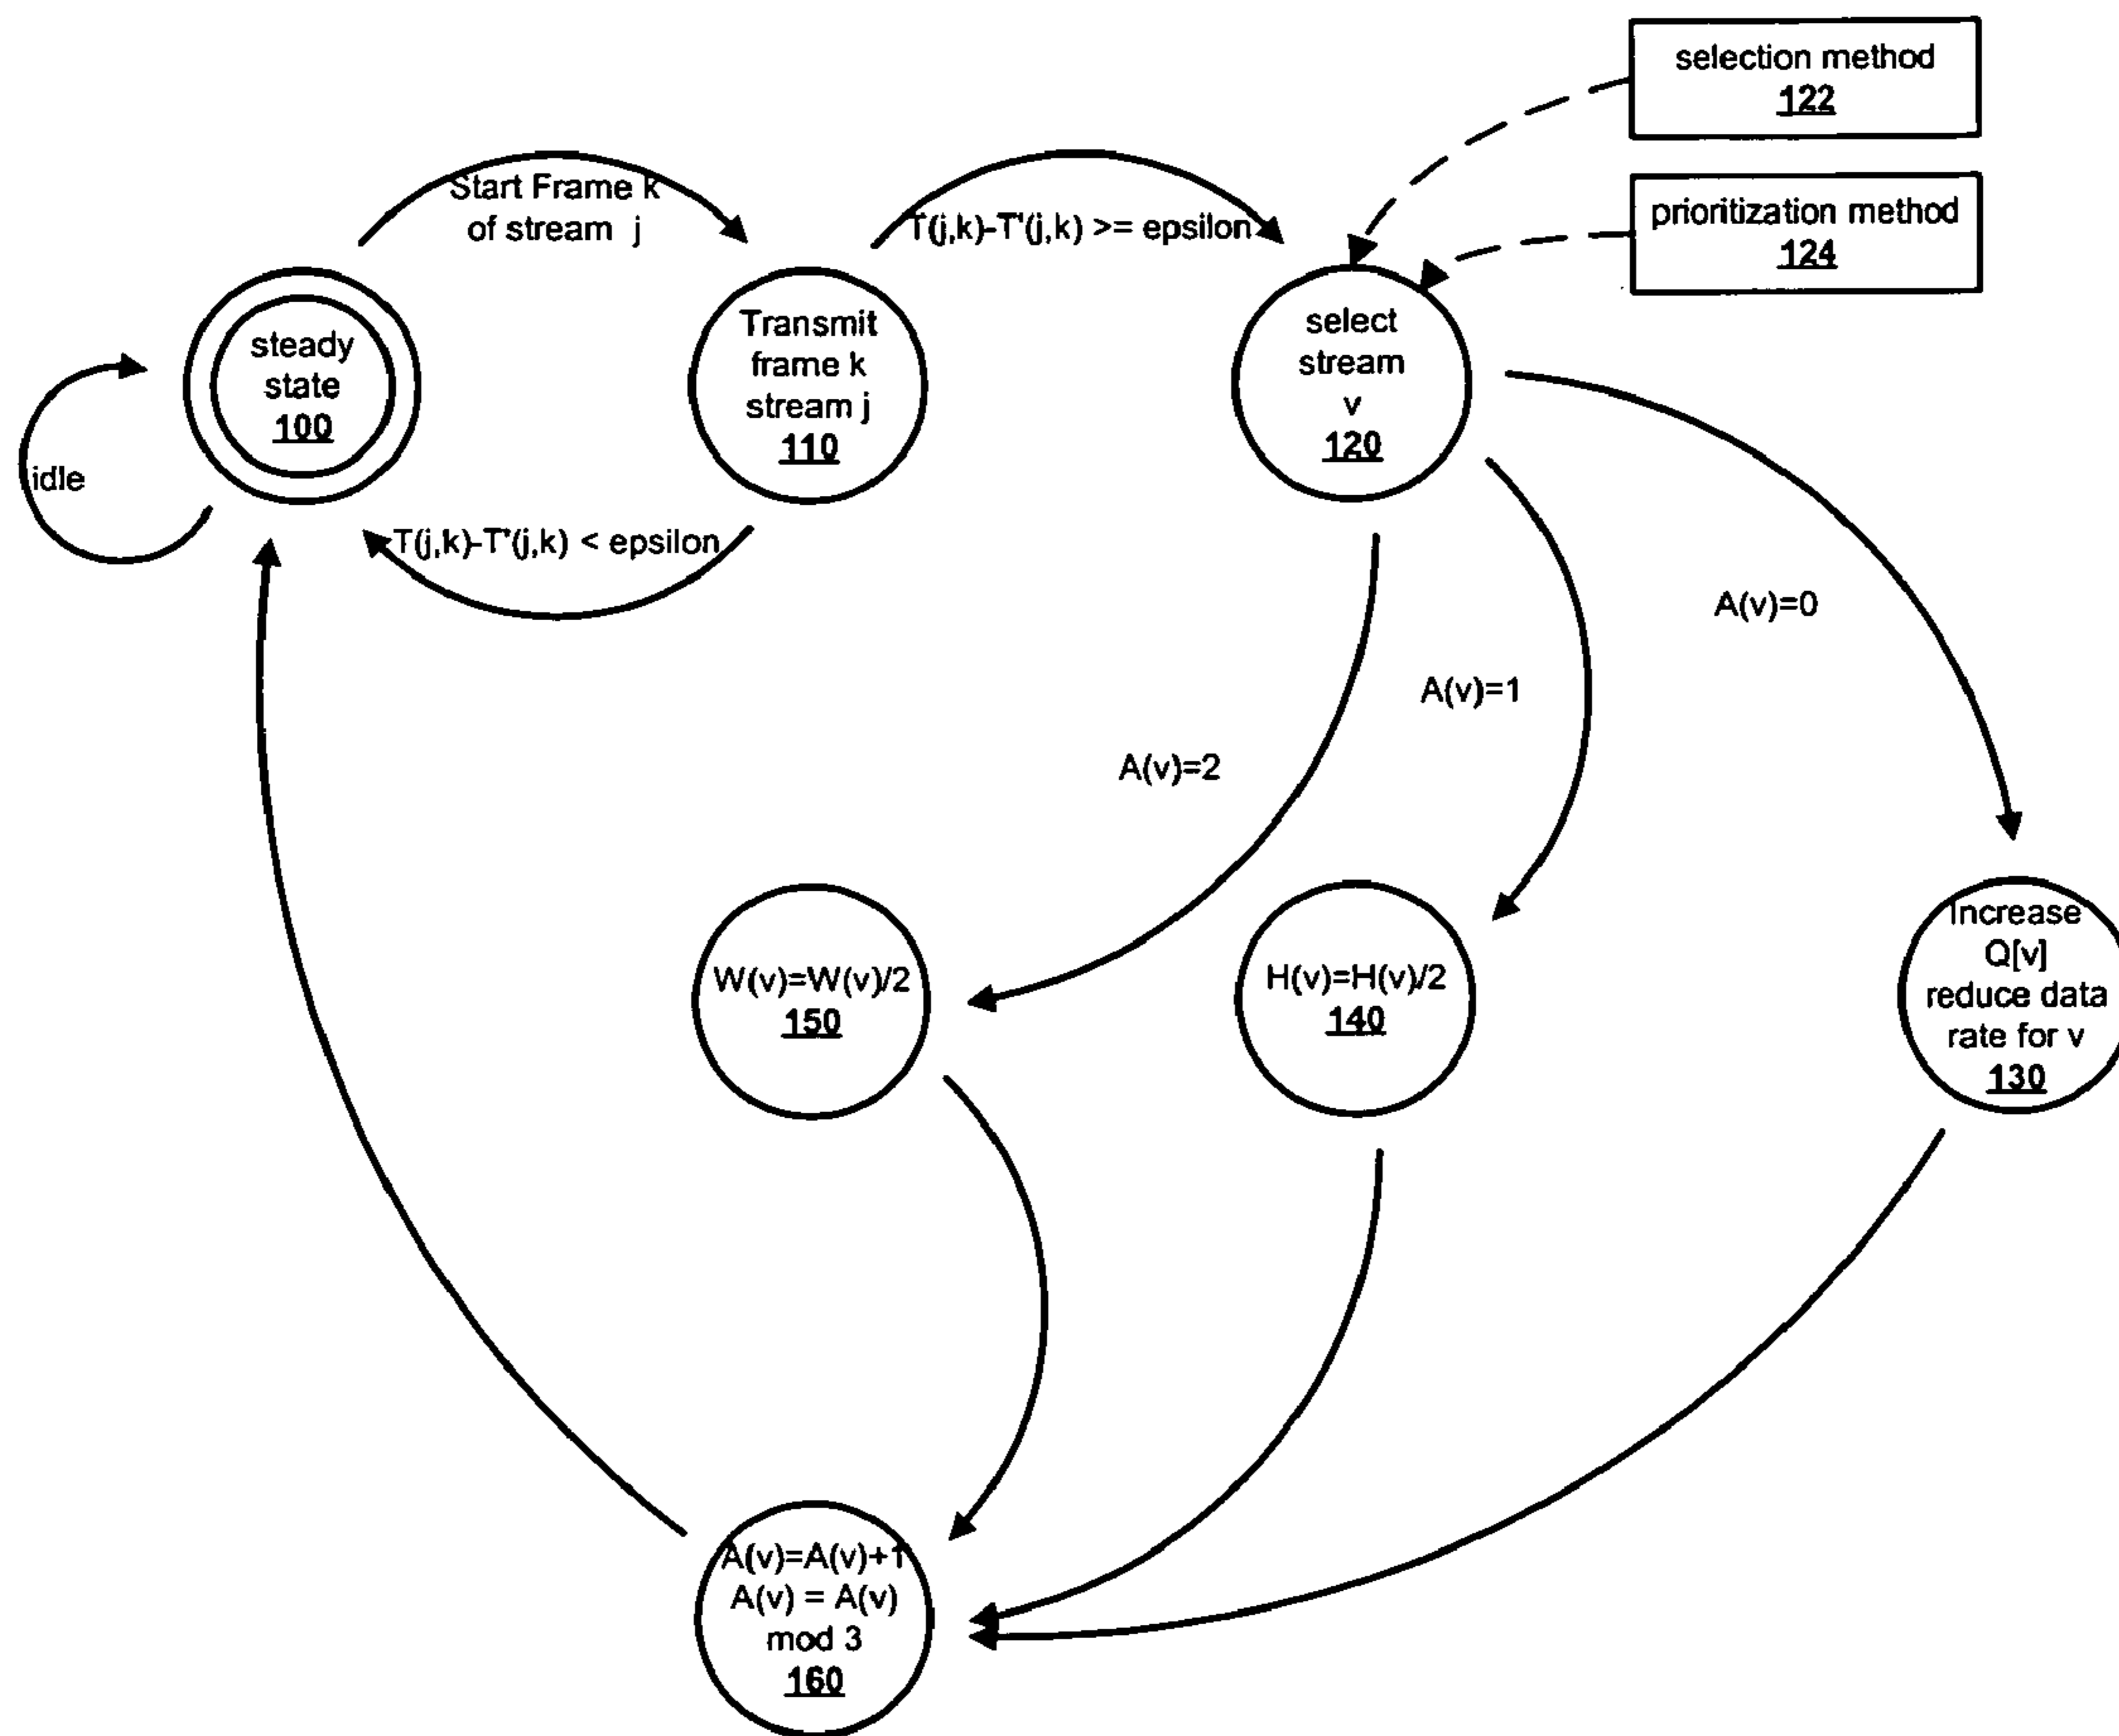 selection method
122
prioritization method
124
Start Frame k
of stream j
T(j,k)-T'(j,k) >= epsilon
steady
state
100
Transmit
frame k
stream j
110
select
stream
v
120
idle
T(j,k)-T'(j,k) < epsilon
A(v)=0
A(v)=1
A(v)=2
W(v)=W(v)/2
150
H(v)=H(v)/2
140
Increase
Q[v]
reduce data
rate for v
130
A(v)=A(v)+1
A(v) = A(v)
mod 3
160